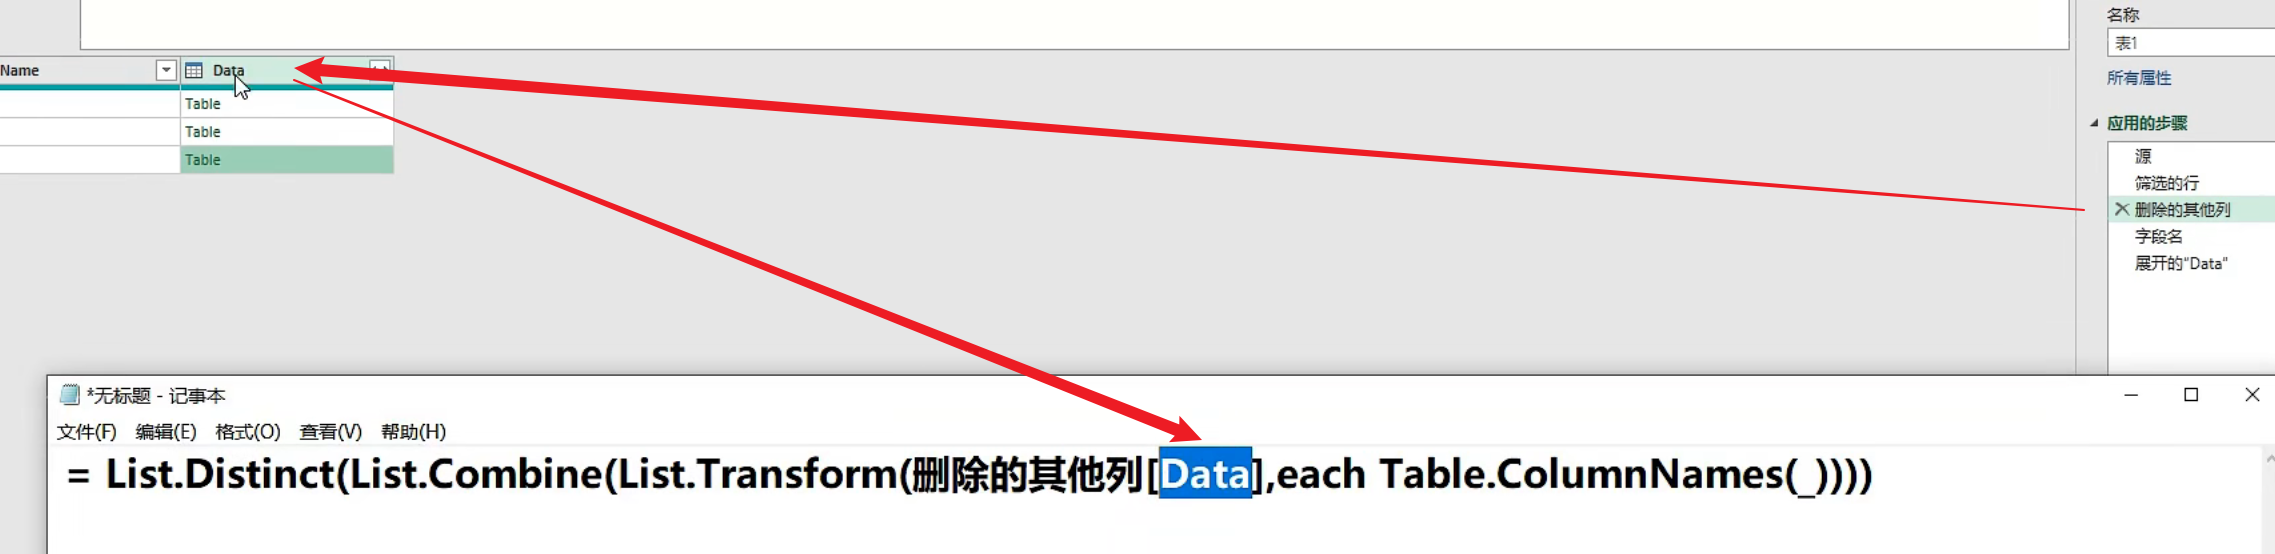 名称
表1
所有属性
Name
Data
Table
Table
Table
应用的步骤
源
筛选的行
删除的其他列
字段名
展开的"Data"
*无标题 - 记事本
文件(F) 编辑(E) 格式(O) 查看(V) 帮助(H)
= List.Distinct(List.Combine(List.Transform(删除的其他列[Data],each Table.ColumnNames(_))))